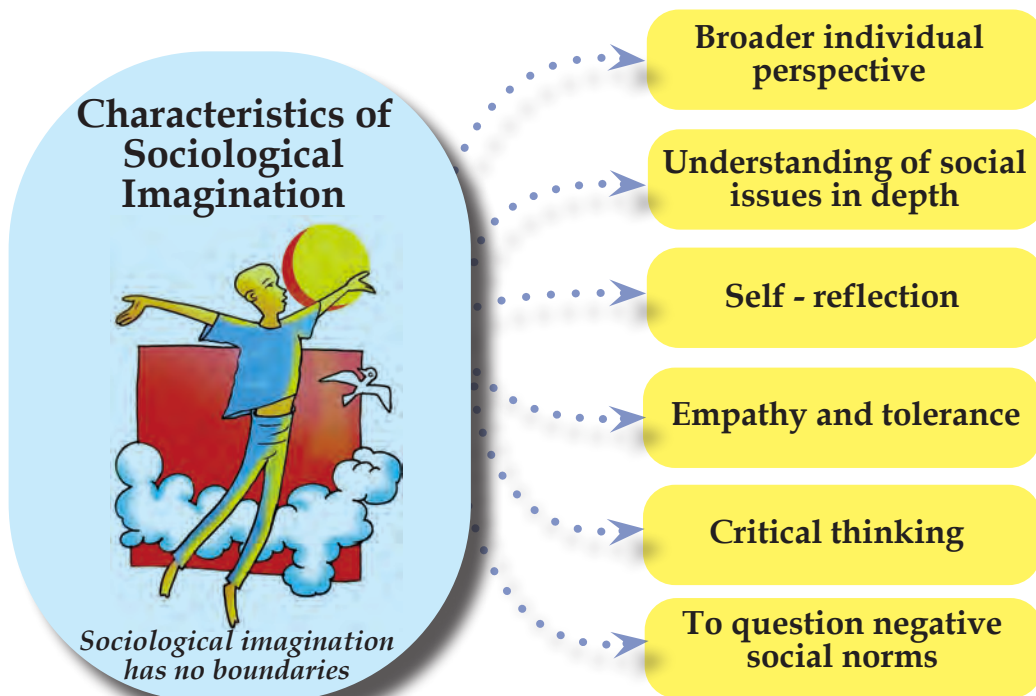 Characteristics of
Sociological
Imagination
Sociological imagination
has no boundaries
Broader individual
perspective
Understanding of social
issues in depth
Self - reflection
Empathy and tolerance
Critical thinking
To question negative
social norms